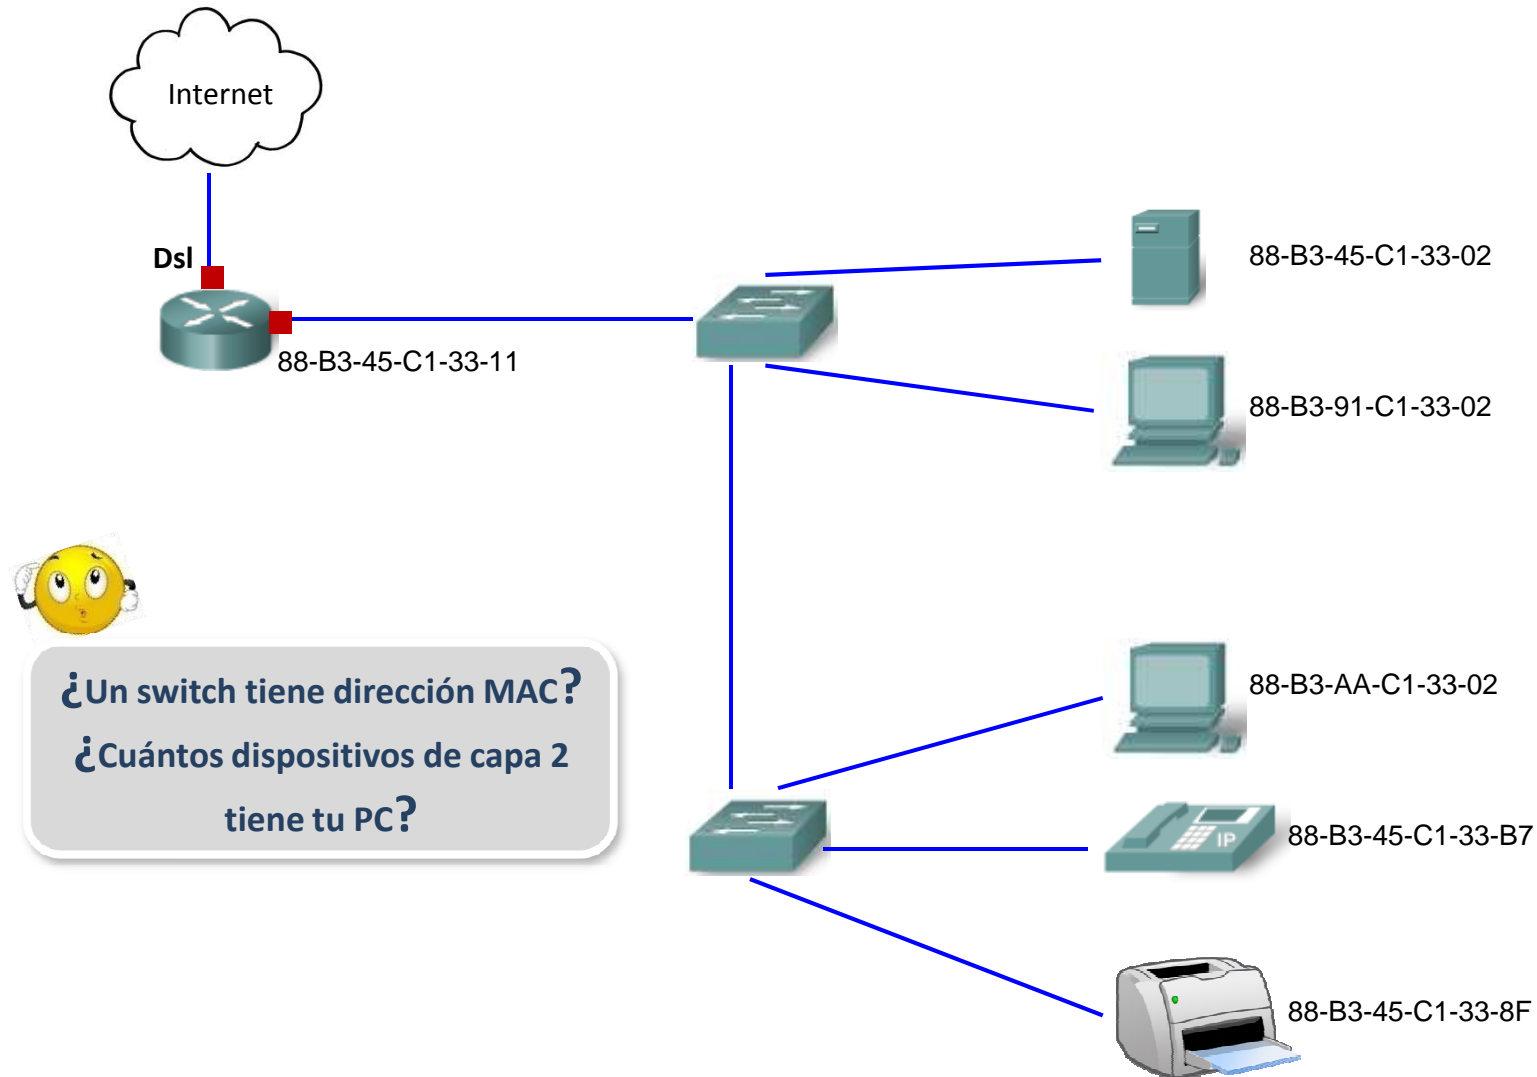 Internet
Dsl
88-B3-45-C1-33-11
88-B3-45-C1-33-02
88-B3-91-C1-33-02
¿Un switch tiene dirección MAC?
¿Cuántos dispositivos de capa 2
tiene tu PC?
88-B3-AA-C1-33-02
IP
88-B3-45-C1-33-B7
88-B3-45-C1-33-8F